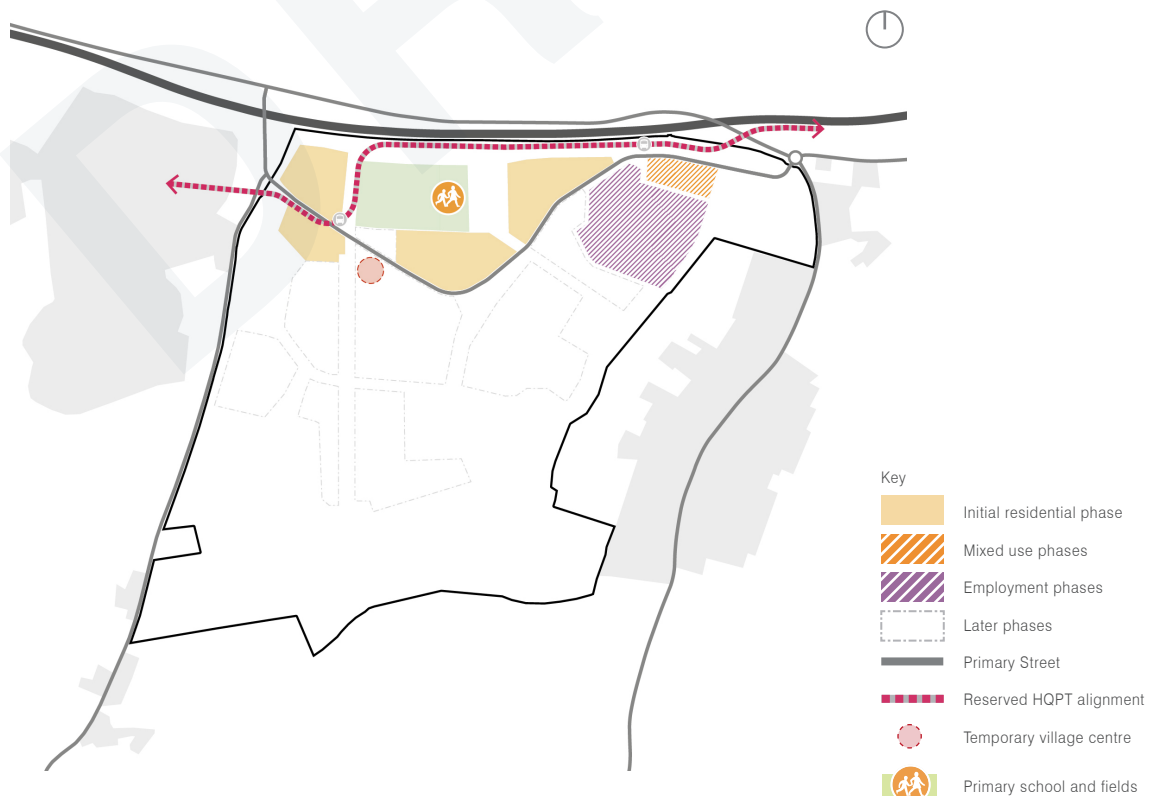 Key
Initial residential phase
Mixed use phases
Employment phases
Later phases
Primary Street
Reserved HQPT alignment
Temporary village centre
Primary school and fields